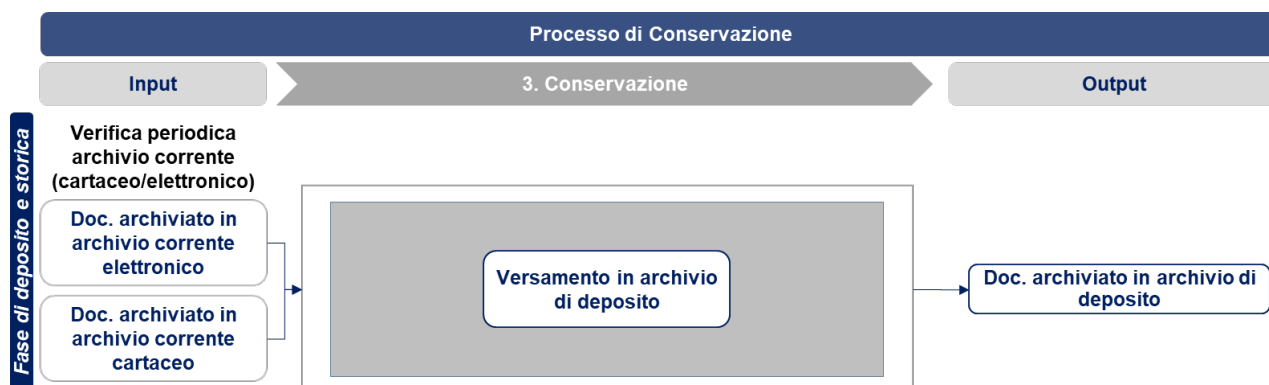 Processo di Conservazione
Input
3. Conservazione
Output
Fase di deposito e storica
Verifica periodica
archivio corrente
(cartaceo/elettronico)
Doc. archiviato in
archivio corrente
elettronico
Doc. archiviato in
archivio corrente
cartaceo
Versamento in archivio
di deposito
Doc. archiviato in archivio di
deposito